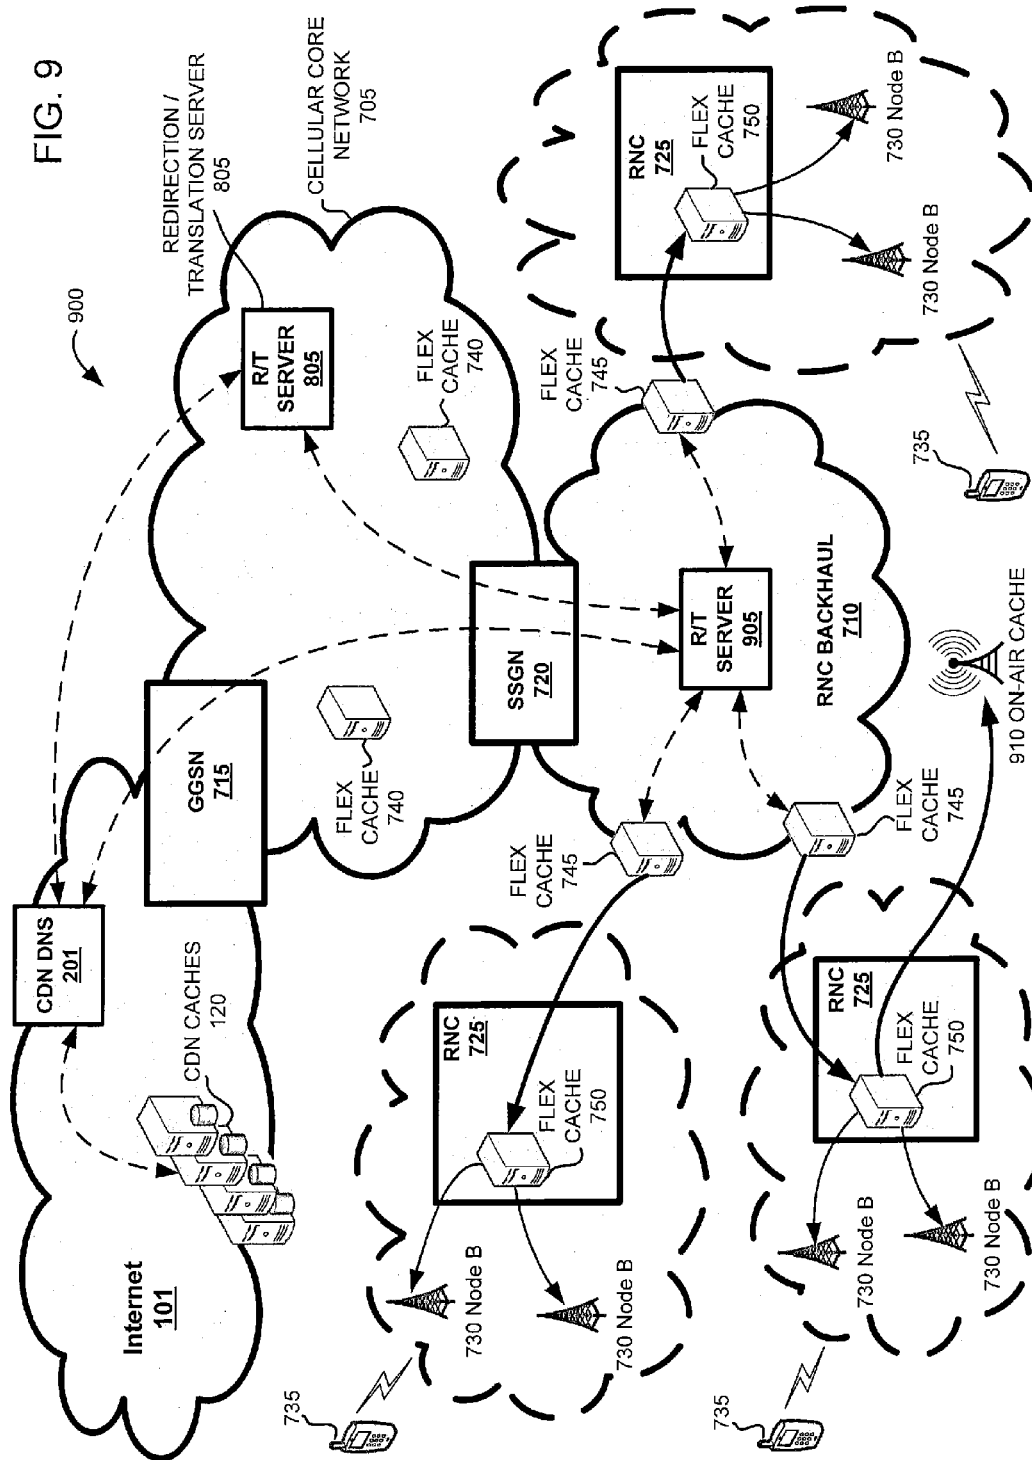 FIG. 9
900
REDIRECTION /
TRANSLATION SERVER
805
CELLULAR CORE
NETWORK
705
Internet
101
CDN DNS
201
CDN CACHES
120
GGSN
715
R/T
SERVER
805
FLEX
CACHE
740
FLEX
CACHE
740
SSGN
720
R/T
SERVER
905
RNC BACKHAUL
710
FLEX
CACHE
745
FLEX
CACHE
745
FLEX
CACHE
745
RNC
725
FLEX
CACHE
750
730 Node B
730 Node B
735
RNC
725
FLEX
CACHE
750
730 Node B
730 Node B
735
RNC
725
FLEX
CACHE
750
730 Node B
730 Node B
735
910 ON-AIR CACHE